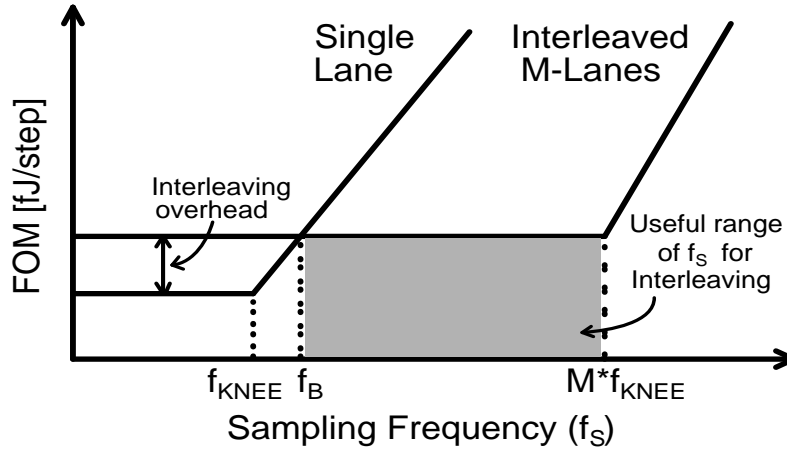 Single
Lane
Interleaved
M-Lanes
FOM [fJ/step]
Interleaving
overhead
Useful range
of fS for
Interleaving
fKNEE
fB
M*fKNEE
Sampling Frequency (fS)